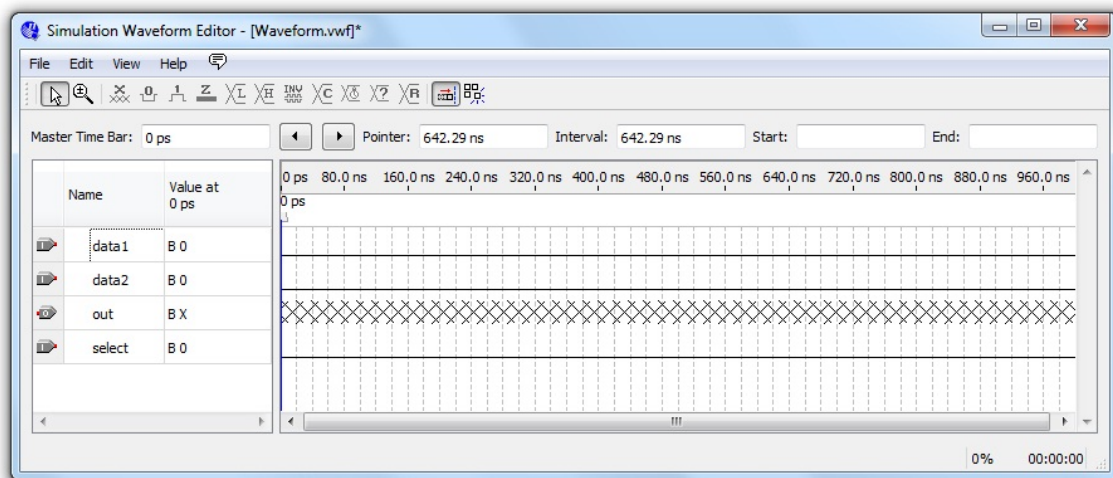 Simulation Waveform Editor - [Waveform.vwf]*
File Edit View Help
Master Time Bar: 0 ps Pointer: 642.29 ns Interval: 642.29 ns Start: End:
Name Value at 0 ps
0 ps 80.0 ns 160.0 ns 240.0 ns 320.0 ns 400.0 ns 480.0 ns 560.0 ns 640.0 ns 720.0 ns 800.0 ns 880.0 ns 960.0 ns
0 ps
data1 B 0
data2 B 0
out B X
select B 0
0% 00:00:00